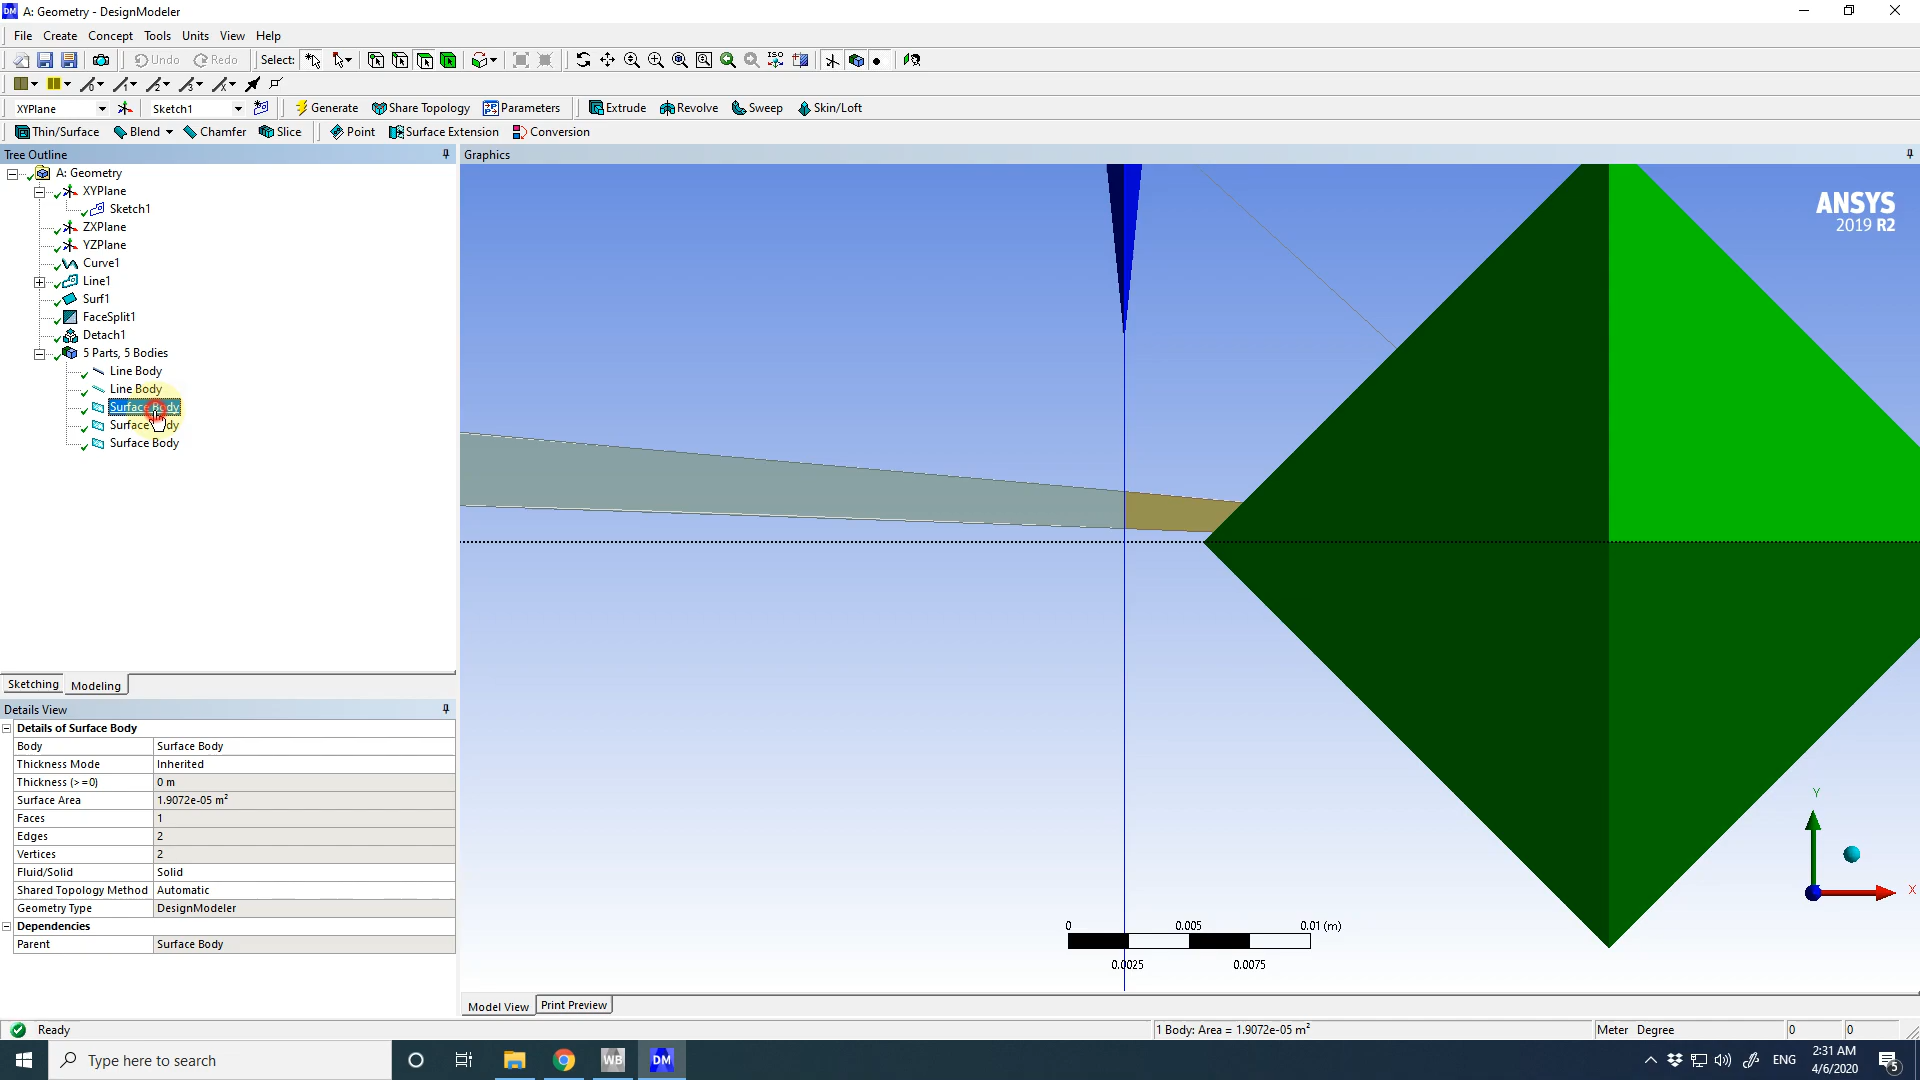 A: Geometry - DesignModeler
File Create Concept Tools Units View Help
Undo Redo Select: ISO
XYPlane Sketch1 Generate Share Topology Parameters Extrude Revolve Sweep Skin/Loft
Thin/Surface Blend Chamfer Slice Point Surface Extension Conversion
Tree Outline
A: Geometry
XYPlane
Sketch1
ZXPlane
YZPlane
Curve1
Line1
Surf1
FaceSplit1
Detach1
5 Parts, 5 Bodies
Line Body
Line Body
Surface Body
Surface Body
Surface Body
Sketching Modeling
Details View
Details of Surface Body
Body Surface Body
Thickness Mode Inherited
Thickness (>=0) 0 m
Surface Area 1.9072e-05 m²
Faces 1
Edges 2
Vertices 2
Fluid/Solid Solid
Shared Topology Method Automatic
Geometry Type DesignModeler
Dependencies
Parent Surface Body
Graphics
ANSYS
2019 R2
Y
X
0 0.005 0.01 (m)
0.0025 0.0075
Model View Print Preview
Ready 1 Body: Area = 1.9072e-05 m² Meter Degree 0 0
Type here to search WB DM ENG 2:31 AM
4/6/2020 5